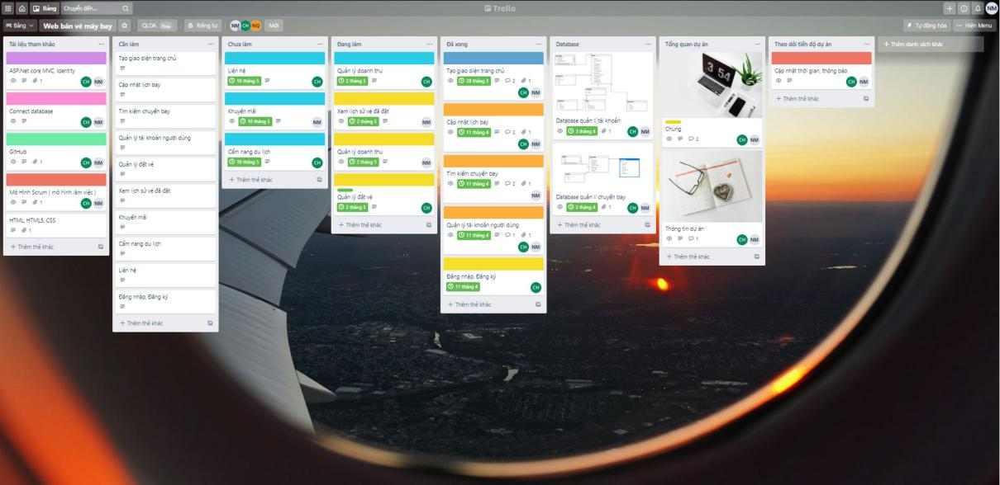 Bảng
Chuyển đến...
Trello
NM
Bảng
Web bán vé máy bay
QLDA Free
Riêng tư
NM CH NQ
Mời
Tự động hóa
Hiện Menu
Tài liệu tham khảo
ASP.Net core MVC, Identity
1
CH NM
Connect database
CH NM
GitHub
1
CH NM
Mô Hình Scrum ( mô hình làm việc )
1
CH NM
HTML, HTML5, CSS
1
+ Thêm thẻ khác
Cần làm
Tạo giao diện trang chủ
Cập nhật lịch bay
Tìm kiếm chuyến bay
Quản lý tài khoản người dùng
Quản lý đặt vé
Xem lịch sử vé đã đặt
Khuyến mãi
Cẩm nang du lịch
Liên hệ
Đăng nhập, Đăng ký
+ Thêm thẻ khác
Chưa làm
Liên hệ
10 tháng 5
CH
Khuyến mãi
10 tháng 5
NM
Cẩm nang du lịch
10 tháng 5
CH
+ Thêm thẻ khác
Đang làm
Quản lý doanh thu
2 tháng 5
CH
Xem lịch sử vé đã đặt
2 tháng 5
NM
Quản lý doanh thu
2 tháng 5
NM
Quản lý đặt vé
2 tháng 5
CH
+ Thêm thẻ khác
Đã xong
Tạo giao diện trang chủ
28 tháng 3
2
1
CH NM
Cập nhật lịch bay
11 tháng 4
2
1
CH NM
Tìm kiếm chuyến bay
11 tháng 4
2
1
NM
Quản lý tài khoản người dùng
11 tháng 4
1
1
CH NM
Đăng nhập, Đăng ký
11 tháng 4
CH
+ Thêm thẻ khác
Database
Database quản lí tài khoản
3 tháng 4
1
CH NM
Database quản lí chuyến bay
3 tháng 4
1
CH NM
+ Thêm thẻ khác
Tổng quan dự án
3 54
Chung
2
CH NM
Thông tin dự án
1
CH NM
+ Thêm thẻ khác
Theo dõi tiến độ dự án
Cập nhật thời gian, thông báo
CH NM
+ Thêm thẻ khác
+ Thêm danh sách khác